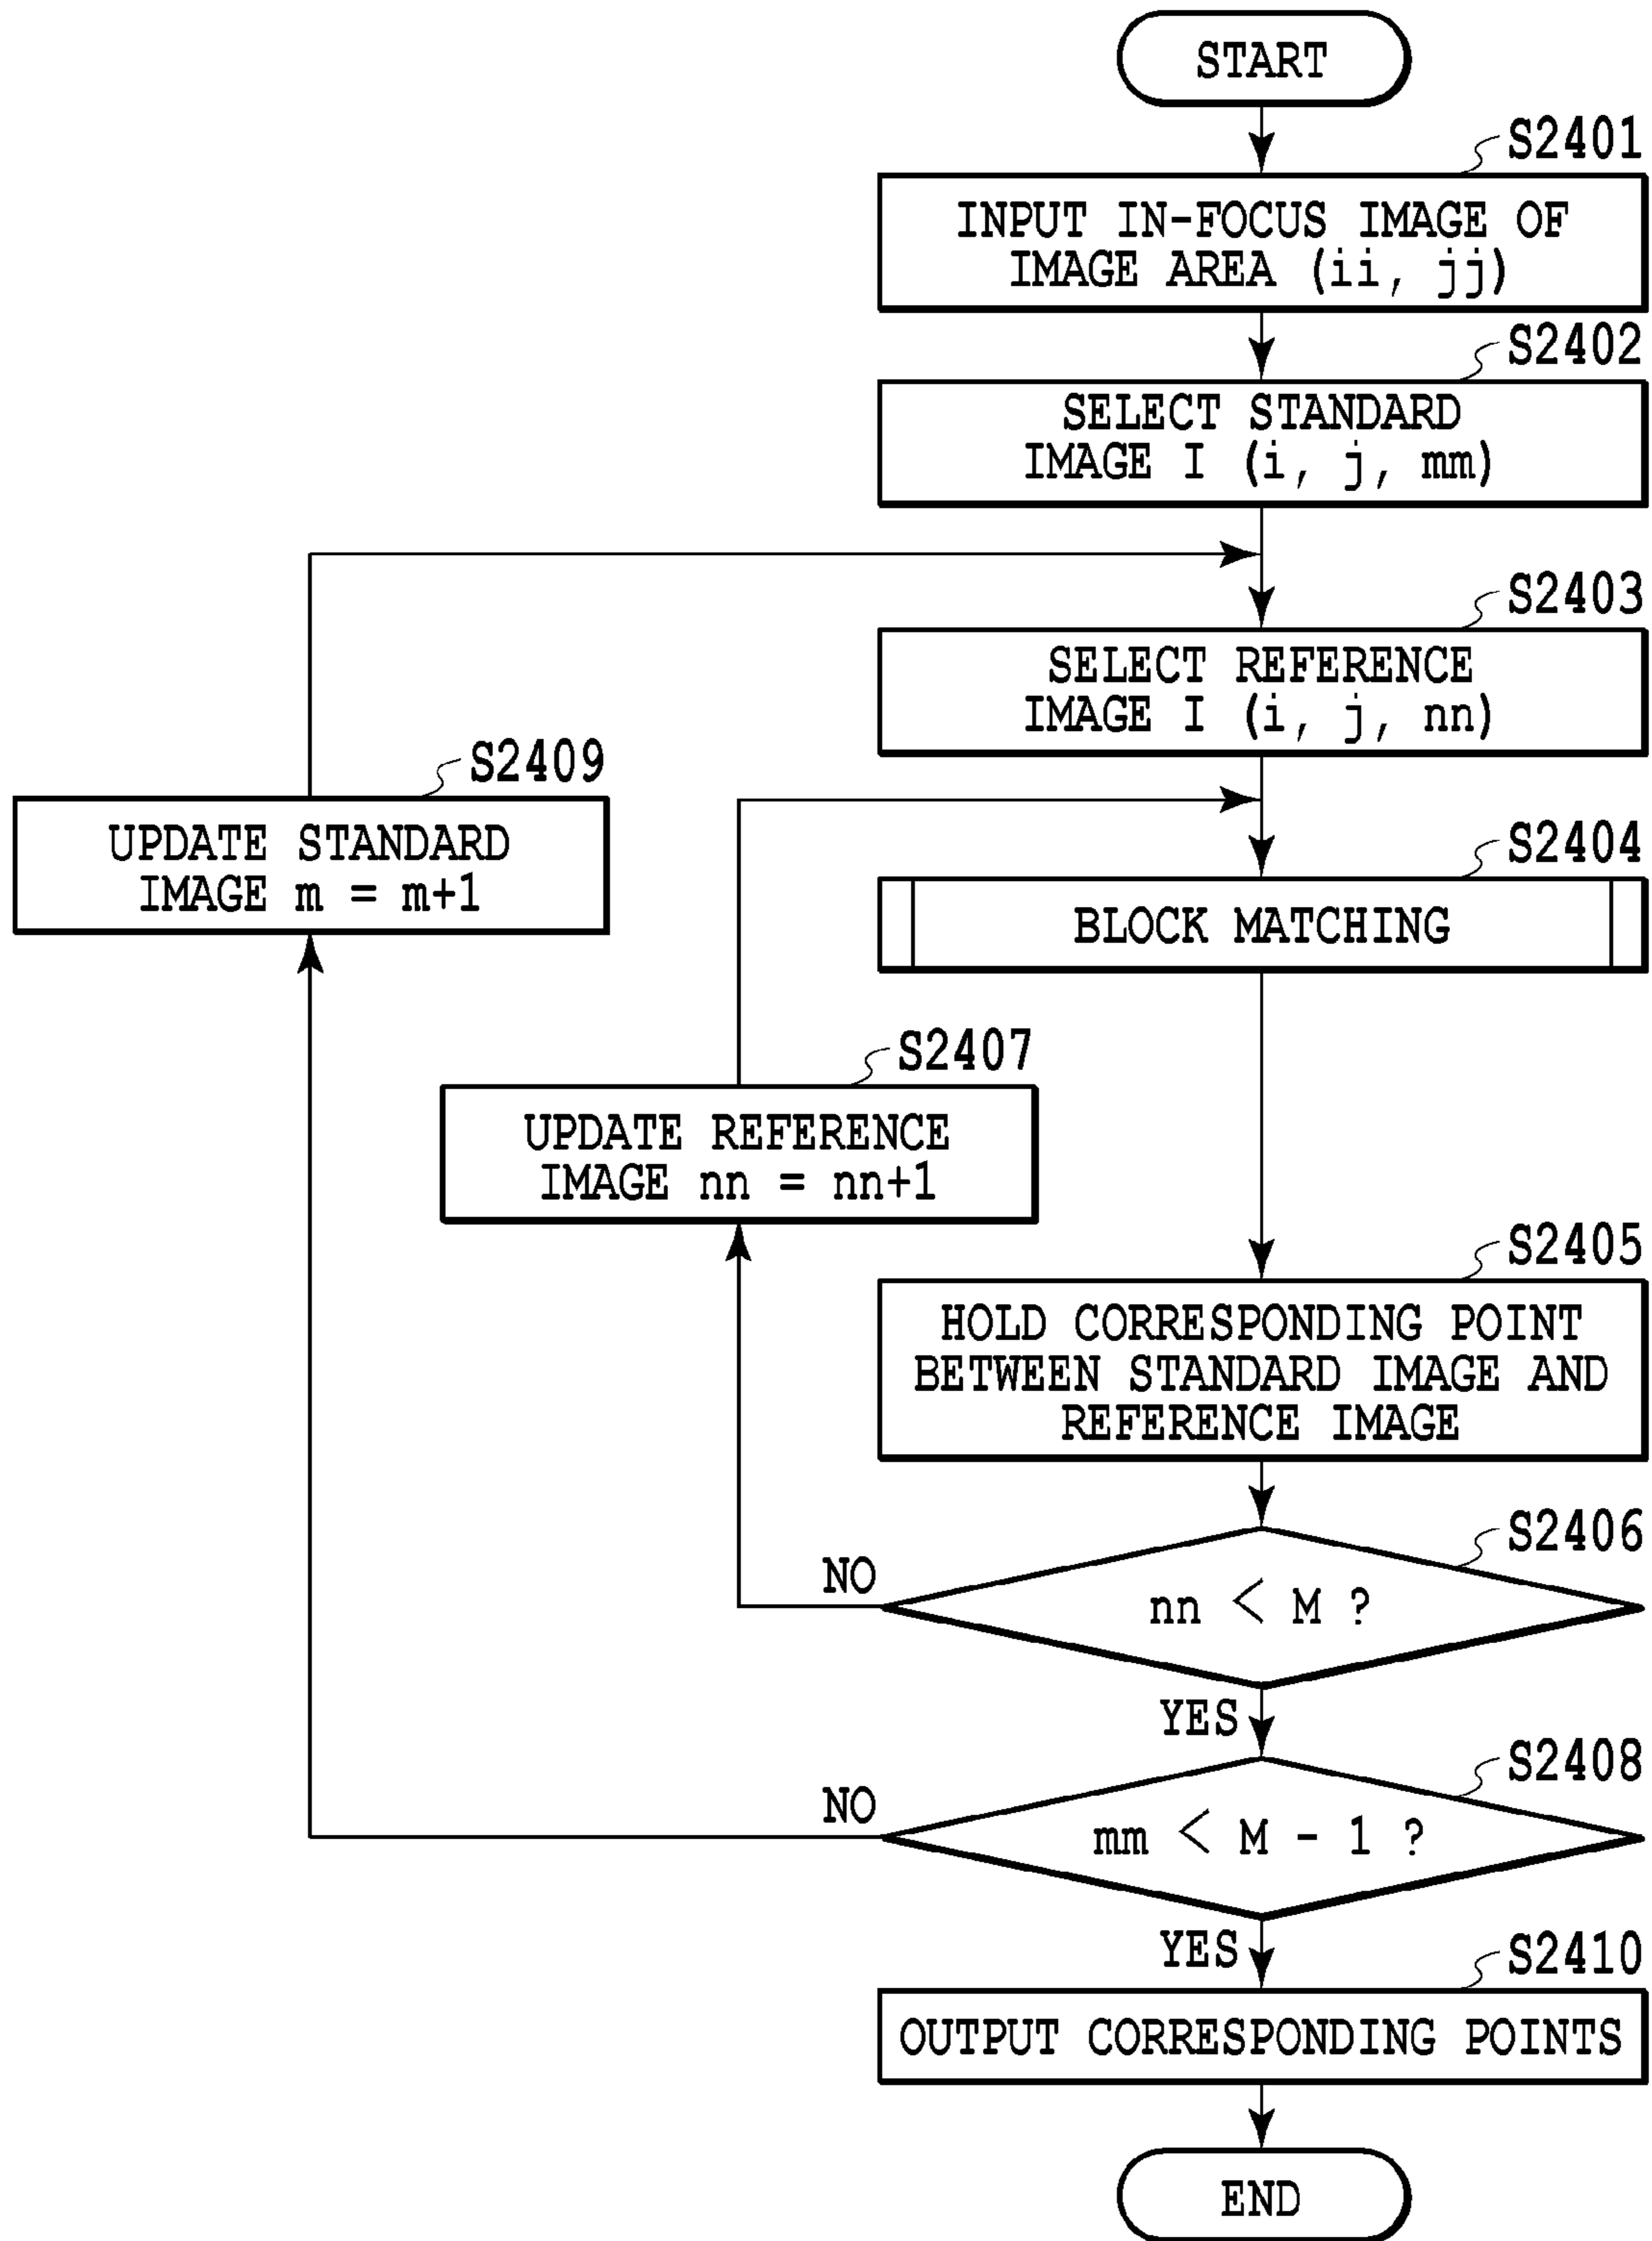 START
S2401
INPUT IN-FOCUS IMAGE OF
IMAGE AREA (ii, jj)
S2402
SELECT STANDARD
IMAGE I (i, j, mm)
S2403
SELECT REFERENCE
IMAGE I (i, j, nn)
S2409
UPDATE STANDARD
IMAGE m = m+1
S2404
BLOCK MATCHING
S2407
UPDATE REFERENCE
IMAGE nn = nn+1
S2405
HOLD CORRESPONDING POINT
BETWEEN STANDARD IMAGE AND
REFERENCE IMAGE
S2406
NO
nn < M ?
YES
S2408
NO
mm < M - 1 ?
YES
S2410
OUTPUT CORRESPONDING POINTS
END